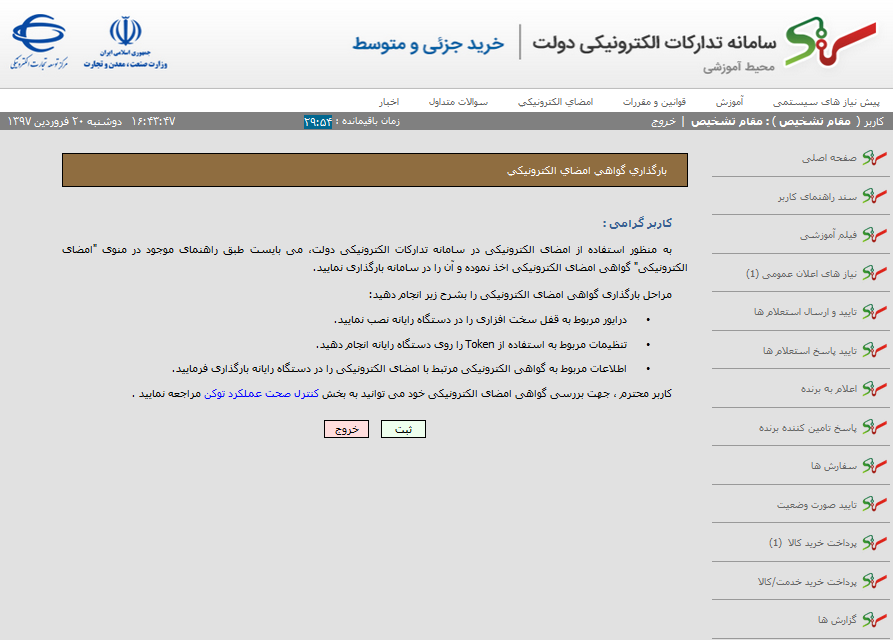 سامانه تدارکات الکترونیکی دولت
محیط آموزشی
خرید جزئی و متوسط
جمهوری اسلامی ایران
وزارت صنعت، معدن و تجارت
مرکز توسعه تجارت الکترونیکی
پیش نیاز های سیستمی آموزش قوانین و مقررات امضای الکترونیکی سوالات متداول اخبار
کاربر ( مقام تشخیص ) : مقام تشخیص | خروج زمان باقیمانده : ۲۹:۵۴ ۱۶:۴۳:۴۷ دوشنبه ۲۰ فروردین ۱۳۹۷
صفحه اصلی
سند راهنمای کاربر
فیلم آموزشی
نیاز های اعلان عمومی (1)
تایید و ارسال استعلام ها
تایید پاسخ استعلام ها
اعلام به برنده
پاسخ تامین کننده برنده
سفارش ها
تایید صورت وضعیت
پرداخت خرید کالا (1)
پرداخت خرید خدمت/کالا
گزارش ها
بارگذاري گواهی امضاي الکترونیکی
کاربر گرامی :
به منظور استفاده از امضای الکترونیکی در سامانه تدارکات الکترونیکی دولت، می بایست طبق راهنمای موجود در منوی "امضای
الکترونیکی" گواهی امضای الکترونیکی اخذ نموده و آن را در سامانه بارگذاری نمایید.
مراحل بارگذاری گواهی امضای الکترونیکی را بشرح زیر انجام دهید:
• درایور مربوط به قفل سخت افزاری را در دستگاه رایانه نصب نمایید.
• تنظیمات مربوط به استفاده از Token را روی دستگاه رایانه انجام دهید.
• اطلاعات مربوط به گواهی الکترونیکی مرتبط با امضای الکترونیکی را در دستگاه رایانه بارگذاری فرمایید.
کاربر محترم ، جهت بررسی گواهی امضای الکترونیکی خود می توانید به بخش کنترل صحت عملکرد توکن مراجعه نمایید .
ثبت خروج